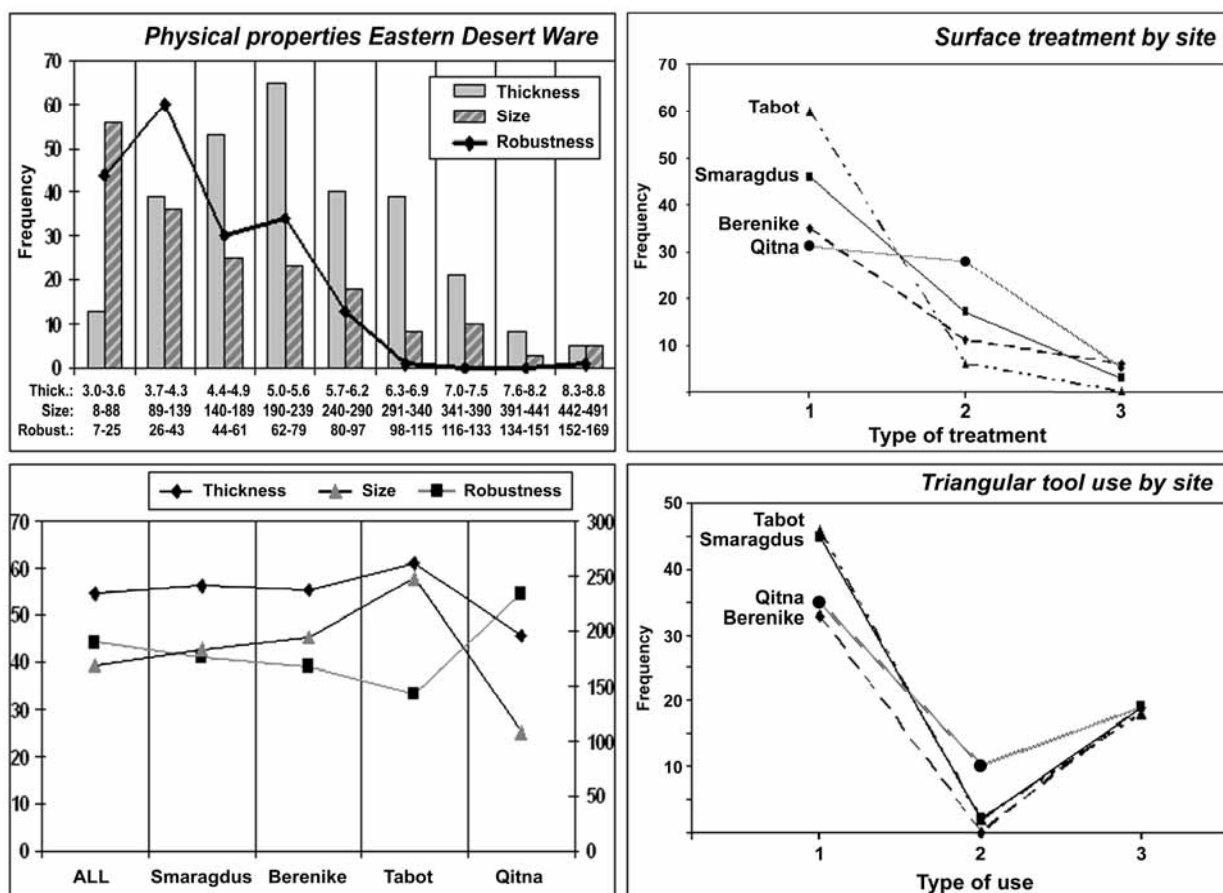 Physical properties Eastern Desert Ware
Thickness
Size
Robustness
Frequency
70
60
50
40
30
20
10
0
Thick.: 3.0-3.6 3.7-4.3 4.4-4.9 5.0-5.6 5.7-6.2 6.3-6.9 7.0-7.5 7.6-8.2 8.3-8.8
Size: 8-88 89-139 140-189 190-239 240-290 291-340 341-390 391-441 442-491
Robust.: 7-25 26-43 44-61 62-79 80-97 98-115 116-133 134-151 152-169
Surface treatment by site
70
60
50
40
30
20
10
Frequency
Tabot
Smaragdus
Berenike
Qitna
1 2 3
Type of treatment
Thickness Size Robustness
70
60
50
40
30
20
10
0
300
250
200
150
100
50
0
ALL Smaragdus Berenike Tabot Qitna
Triangular tool use by site
50
40
30
20
10
Frequency
Tabot
Smaragdus
Qitna
Berenike
1 2 3
Type of use